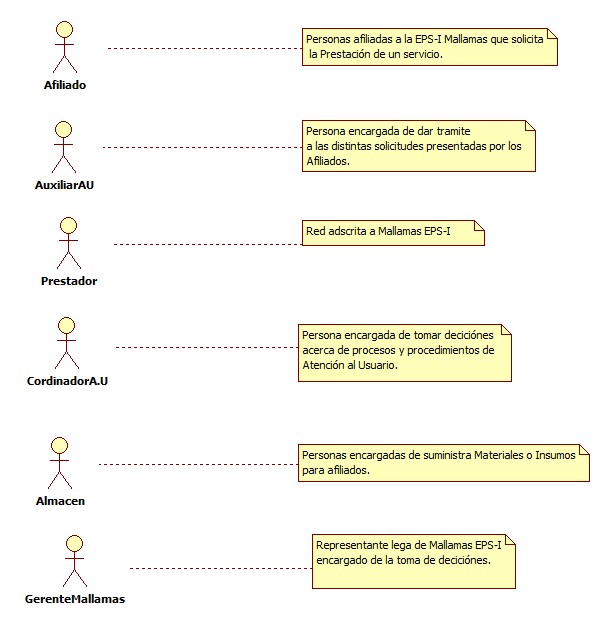 Personas afiliadas a la EPS-I Mallamas que solicita
la Prestación de un servicio.
Afiliado
Persona encargada de dar tramite
a las distintas solicitudes presentadas por los
Afiliados.
AuxiliarAU
Red adscrita a Mallamas EPS-I
Prestador
Persona encargada de tomar deciciónes
acerca de procesos y procedimientos de
Atención al Usuario.
CordinadorA.U
Personas encargadas de suministra Materiales o Insumos
para afiliados.
Almacen
Representante lega de Mallamas EPS-I
encargado de la toma de deciciónes.
GerenteMallamas